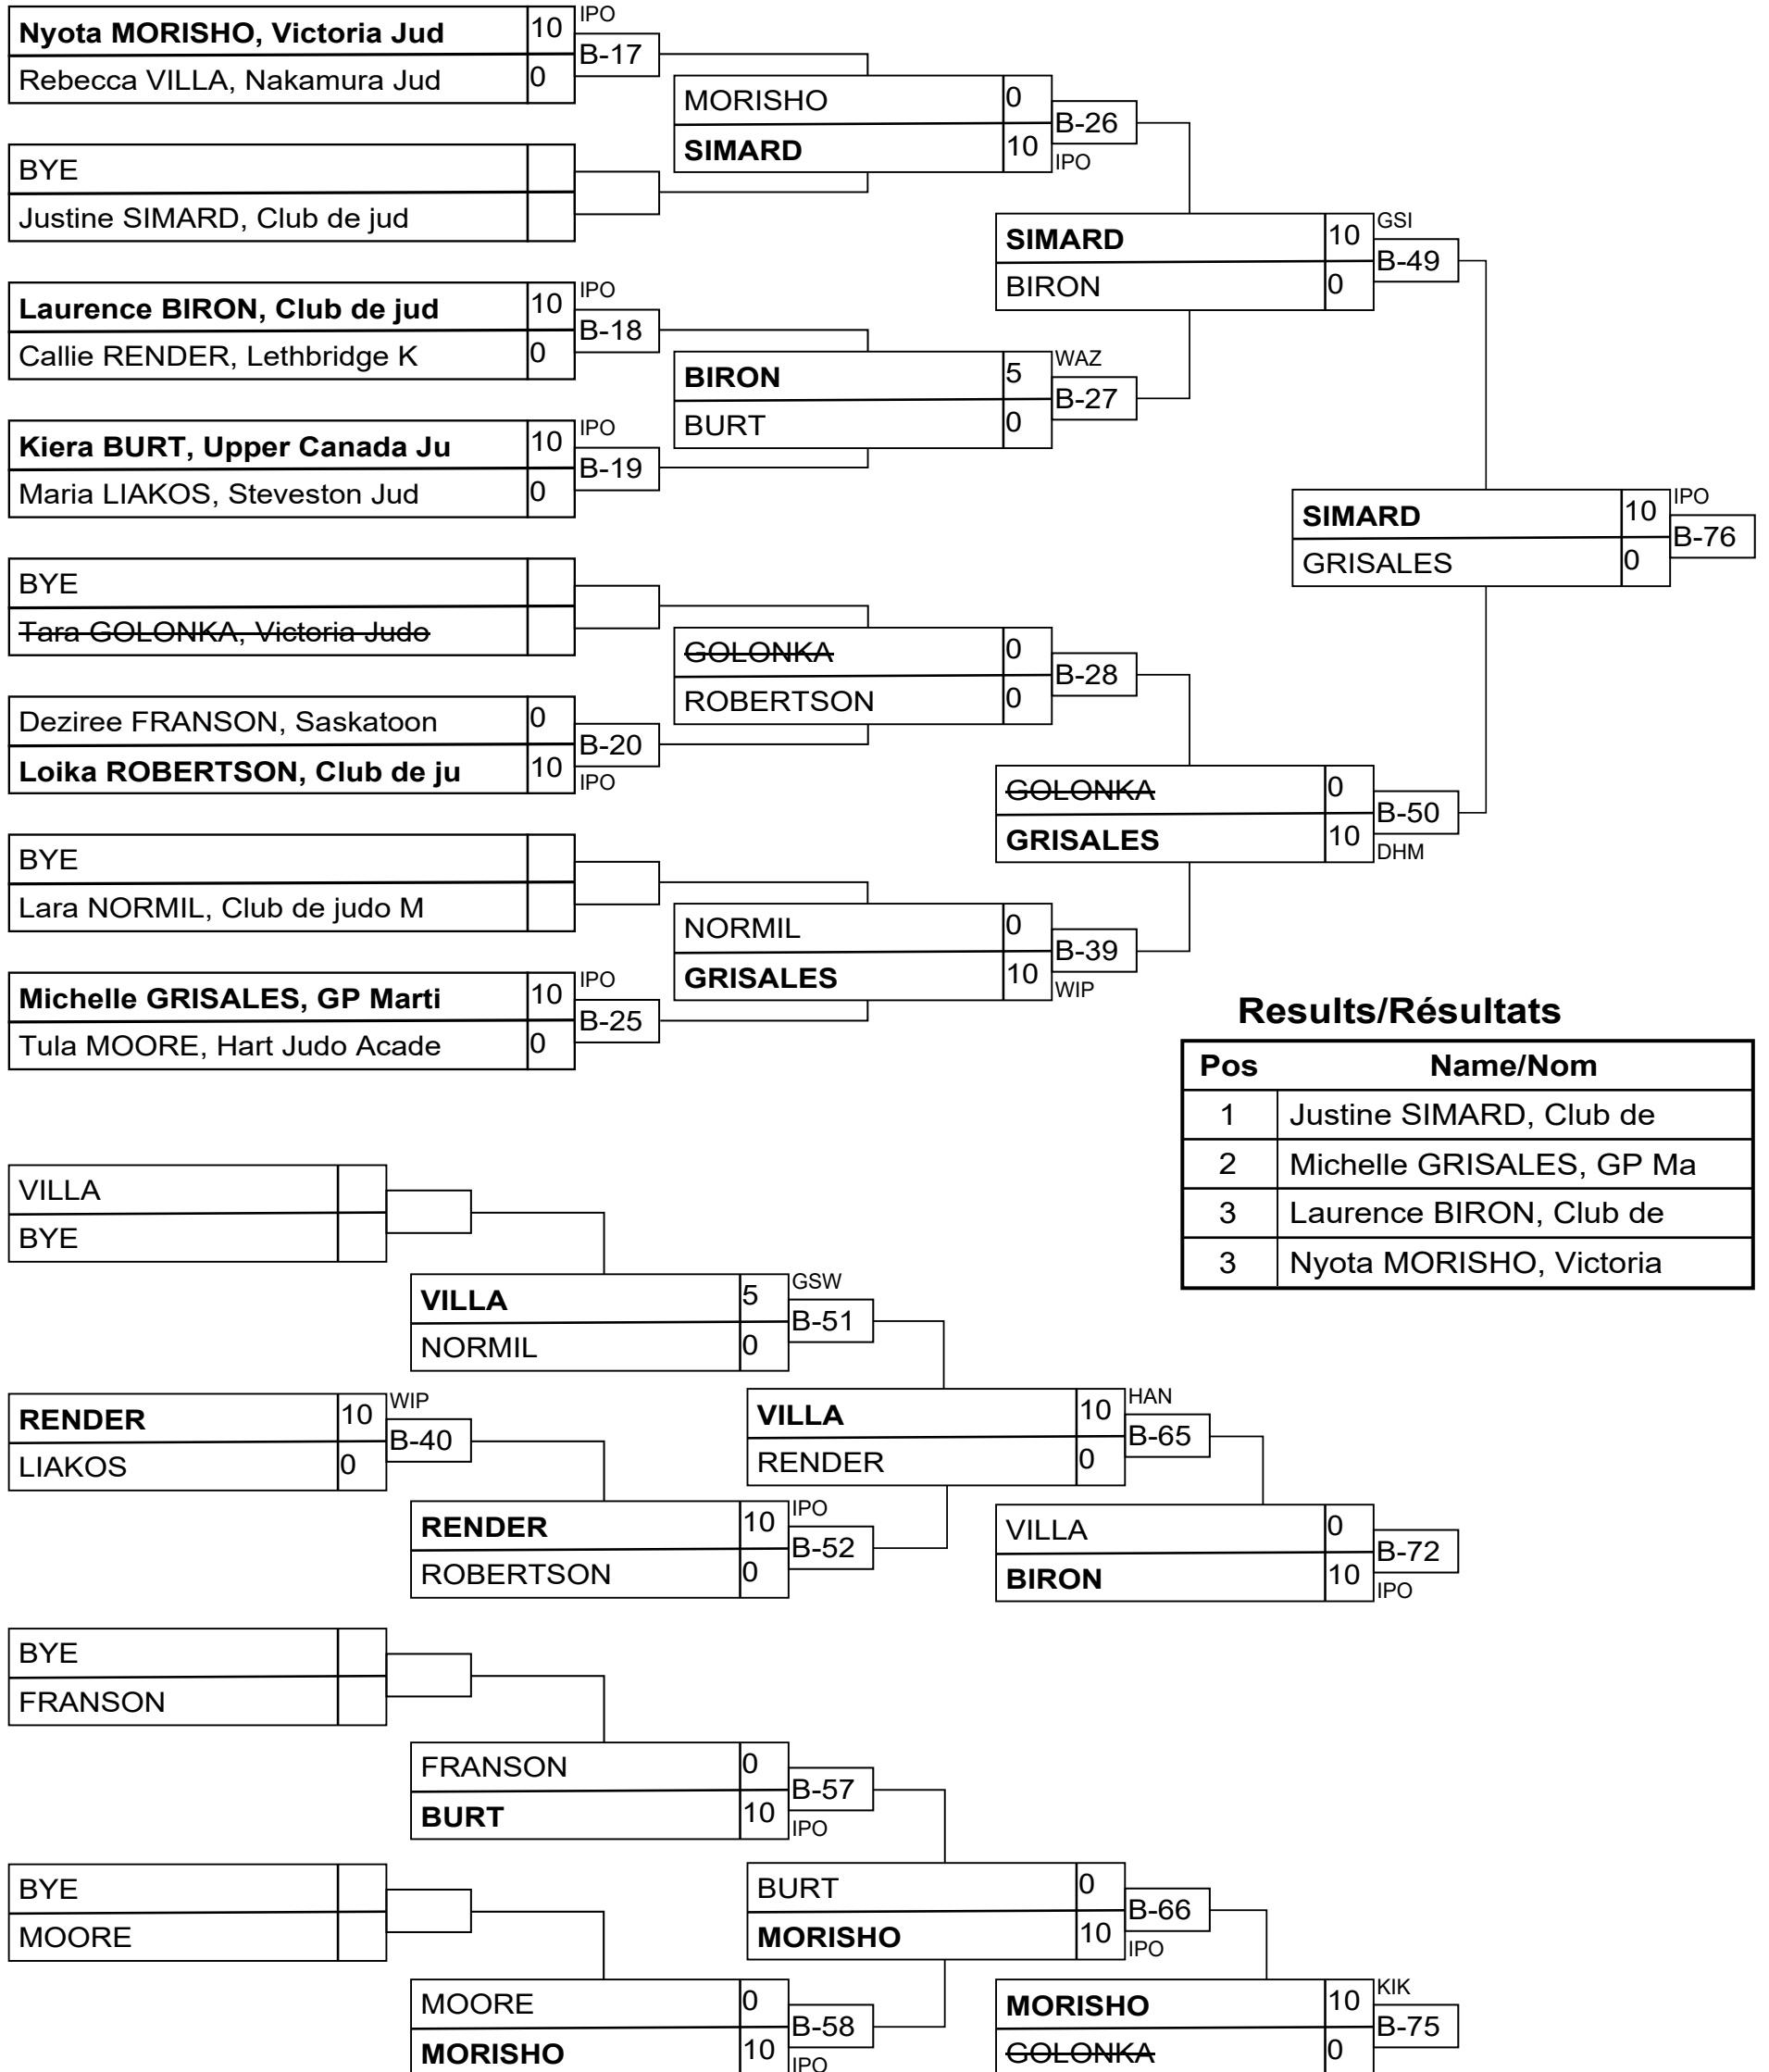 Nyota MORISHO, Victoria Jud 10 IPO
B-17
Rebecca VILLA, Nakamura Jud 0
MORISHO 0
B-26
SIMARD 10 IPO
BYE
Justine SIMARD, Club de jud
SIMARD 10 GSI
B-49
BIRON 0
Laurence BIRON, Club de jud 10 IPO
B-18
Callie RENDER, Lethbridge K 0
BIRON 5 WAZ
B-27
BURT 0
Kiera BURT, Upper Canada Ju 10 IPO
B-19
Maria LIAKOS, Steveston Jud 0
SIMARD 10 IPO
B-76
GRISALES 0
BYE
Tara GOLONKA, Victoria Judo
GOLONKA 0
B-28
ROBERTSON 0
Deziree FRANSON, Saskatoon 0
B-20
Loika ROBERTSON, Club de ju 10 IPO
GOLONKA 0
B-50
GRISALES 10 DHM
BYE
Lara NORMIL, Club de judo M
NORMIL 0
B-39
GRISALES 10 WIP
Michelle GRISALES, GP Marti 10 IPO
B-25
Tula MOORE, Hart Judo Acade 0
Results/Résultats
Pos Name/Nom
1 Justine SIMARD, Club de
2 Michelle GRISALES, GP Ma
3 Laurence BIRON, Club de
3 Nyota MORISHO, Victoria
VILLA
BYE
VILLA 5 GSW
B-51
NORMIL 0
RENDER 10 WIP
B-40
LIAKOS 0
VILLA 10 HAN
B-65
RENDER 0
RENDER 10 IPO
B-52
ROBERTSON 0
VILLA 0
B-72
BIRON 10 IPO
BYE
FRANSON
FRANSON 0
B-57
BURT 10 IPO
BYE
MOORE
BURT 0
B-66
MORISHO 10 IPO
MOORE 0
B-58
MORISHO 10 IPO
MORISHO 10 KIK
B-75
GOLONKA 0